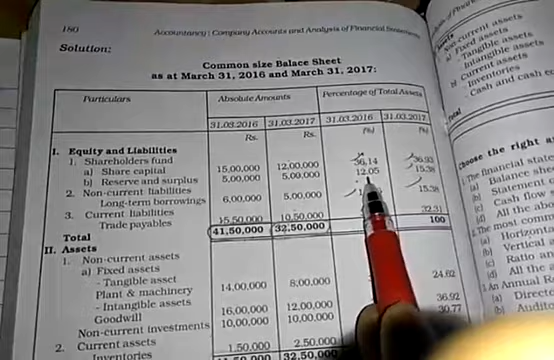 180
Accountancy : Company Accounts and Analysis of Financial Statements
Solution:
Common size Balace Sheet
as at March 31, 2016 and March 31, 2017:
Particulars Absolute Amounts Percentage of Total Assets
31.03.2016 31.03.2017 31.03.2016 31.03.2017
Rs. Rs. (%) (%)
I. Equity and Liabilities
1. Shareholders fund
a) Share capital 15,00,000 12,00,000 36.14 36.93
b) Reserve and surplus 5,00,000 5,00,000 12.05 15.38
2. Non-current liabilities
Long-term borrowings 6,00,000 5,00,000 15.38
3. Current liabilities
Trade payables 15,50,000 10,50,000 32.31
Total 41,50,000 32,50,000 100
II. Assets
1. Non-current assets
a) Fixed assets
- Tangible asset
Plant & machinery 14,00,000 8,00,000 24.62
- Intangible assets
Goodwill 16,00,000 12,00,000 36.92
Non-current investments 10,00,000 10,00,000 30.77
2. Current assets
Inventories 1,50,000 2,50,000
32,50,000
Non-current assets
a) Fixed assets
- Tangible assets
- Intangible assets
b) Current assets
- Inventories
- Cash and cash
Total
Choose the right
The financial state
(a) Balance
(b) Statement
(c) Cash flow
(d) All the
The most
(a) Horizon
(b) Vertical
(c) Ratio
(d) All the
An Annual
(a) Direct
(b) Audito